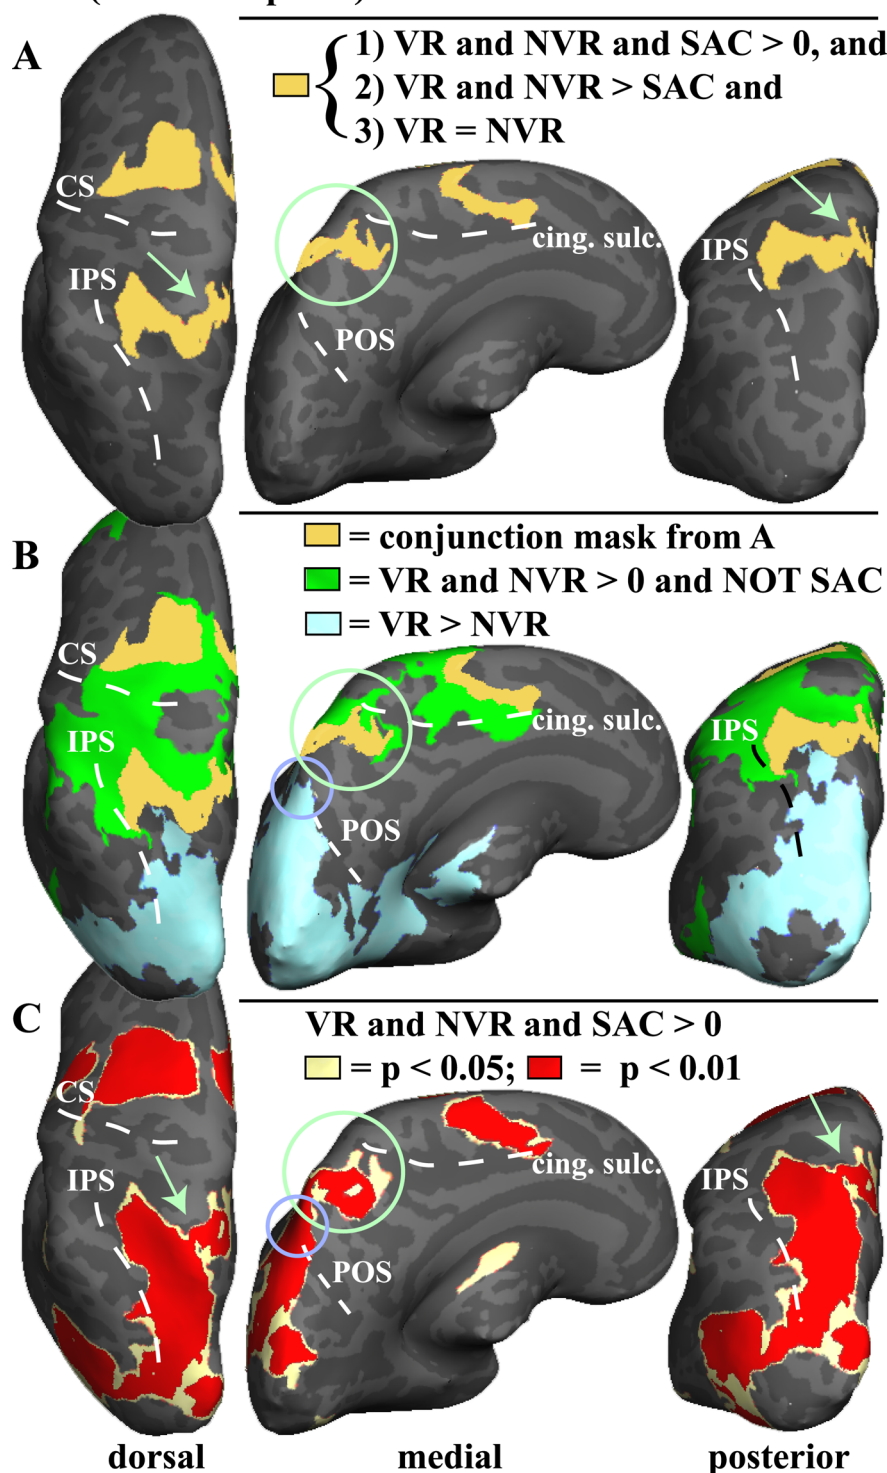 A
1) VR and NVR and SAC > 0, and
2) VR and NVR > SAC and
3) VR = NVR
CS
IPS
cing. sulc.
IPS
POS
B
= conjunction mask from A
= VR and NVR > 0 and NOT SAC
= VR > NVR
CS
IPS
cing. sulc.
IPS
POS
C
VR and NVR and SAC > 0
= p < 0.05; = p < 0.01
CS
IPS
cing. sulc.
IPS
POS
dorsal medial posterior